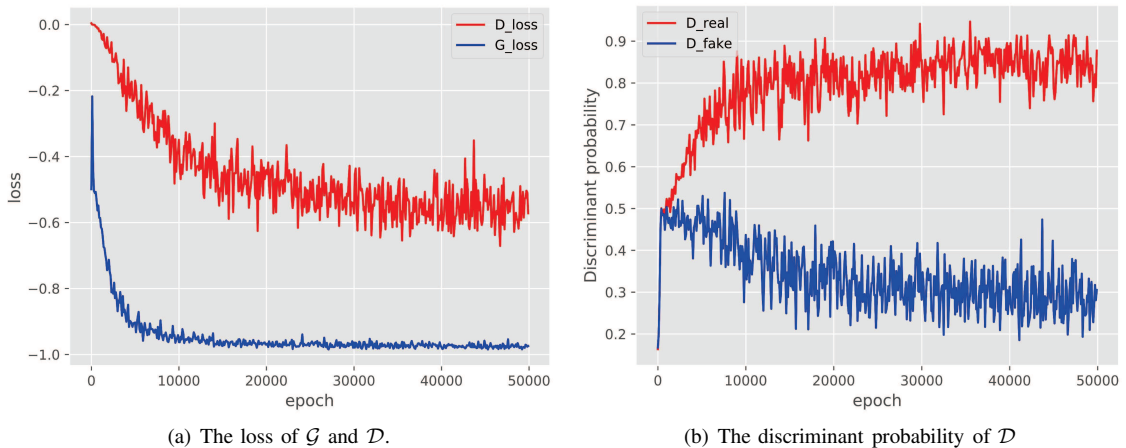 D_loss
G_loss
0.0
−0.2
−0.4
−0.6
−0.8
−1.0
loss
0
10000
20000
30000
40000
50000
epoch
(a) The loss of 𝒢 and 𝒟.
D_real
D_fake
0.9
0.8
0.7
0.6
0.5
0.4
0.3
0.2
Discriminant probability
0
10000
20000
30000
40000
50000
epoch
(b) The discriminant probability of 𝒟